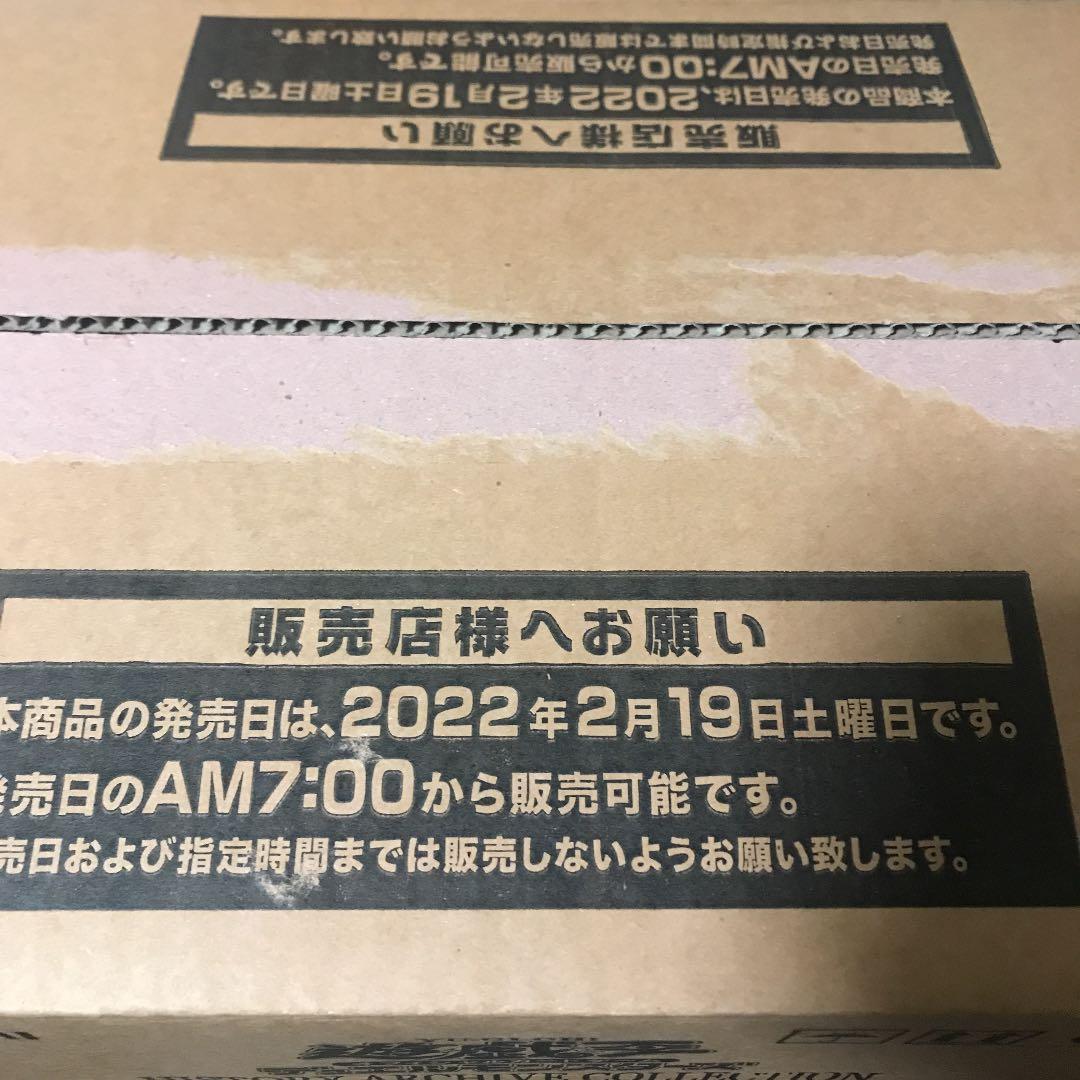 本商品の発売日は、2022年2月19日土曜日です。
発売日のAM7:00から販売可能です。
発売日および指定時間までは販売しないようお願い致します。
販売店様へお願い
販売店様へお願い
本商品の発売日は、2022年2月19日土曜日です。
発売日のAM7:00から販売可能です。
売日および指定時間までは販売しないようお願い致します。
遊戯王
HISTORY ARCHIVE COLLECTION